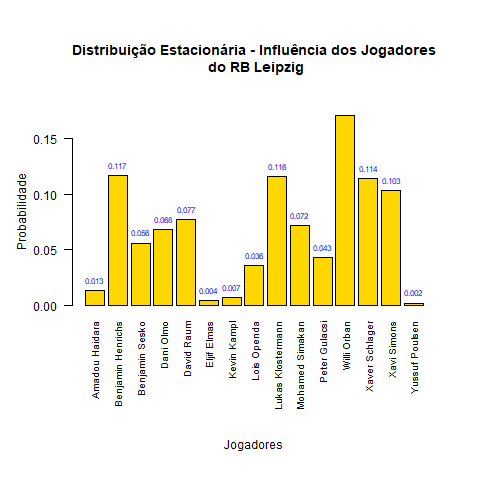 Distribuição Estacionária - Influência dos Jogadores
do RB Leipzig
Probabilidade
0.15
0.10
0.05
0.00
0.013
0.117
0.056
0.068
0.077
0.004
0.007
0.036
0.116
0.072
0.043
0.114
0.103
0.002
Amadou Haidara
Benjamin Henrichs
Benjamin Sesko
Dani Olmo
David Raum
Eljif Elmas
Kevin Kampl
Lois Openda
Lukas Klostermann
Mohamed Simakan
Peter Gulacsi
Willi Orban
Xaver Schlager
Xavi Simons
Yussuf Poulsen
Jogadores